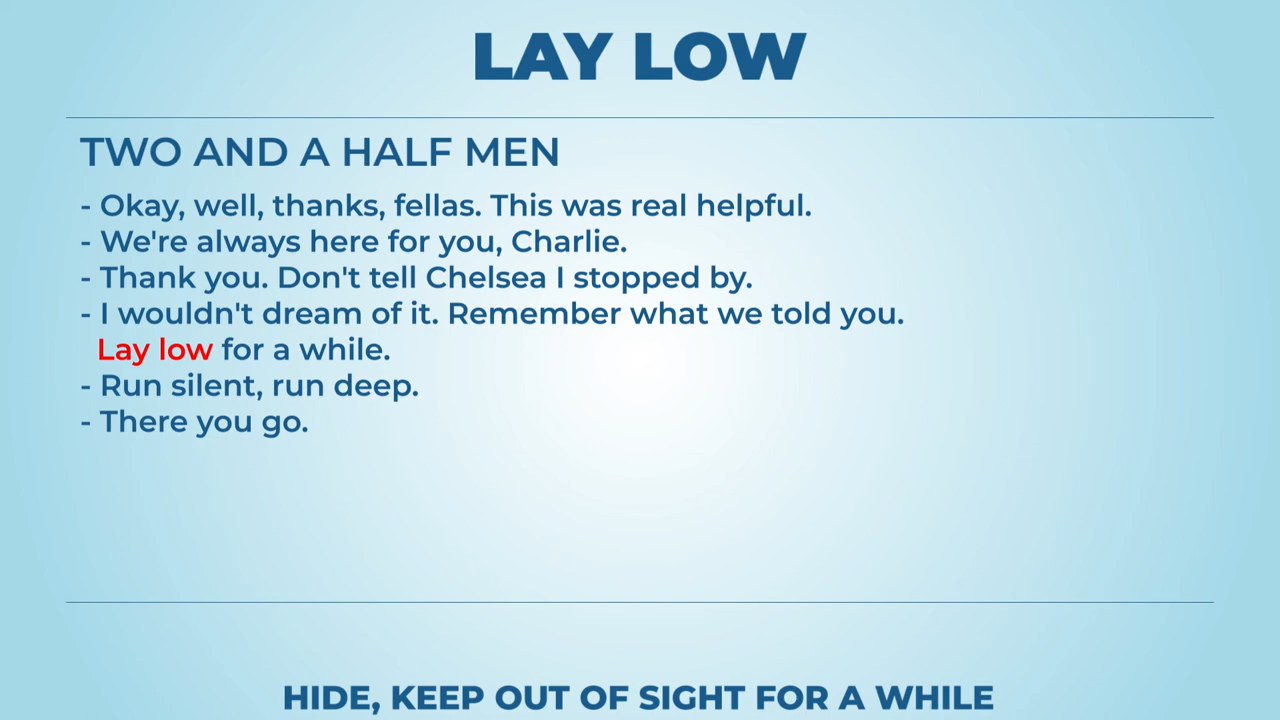 LAY LOW
TWO AND A HALF MEN
- Okay, well, thanks, fellas. This was real helpful.
- We're always here for you, Charlie.
- Thank you. Don't tell Chelsea I stopped by.
- I wouldn't dream of it. Remember what we told you.
Lay low for a while.
- Run silent, run deep.
- There you go.
HIDE, KEEP OUT OF SIGHT FOR A WHILE